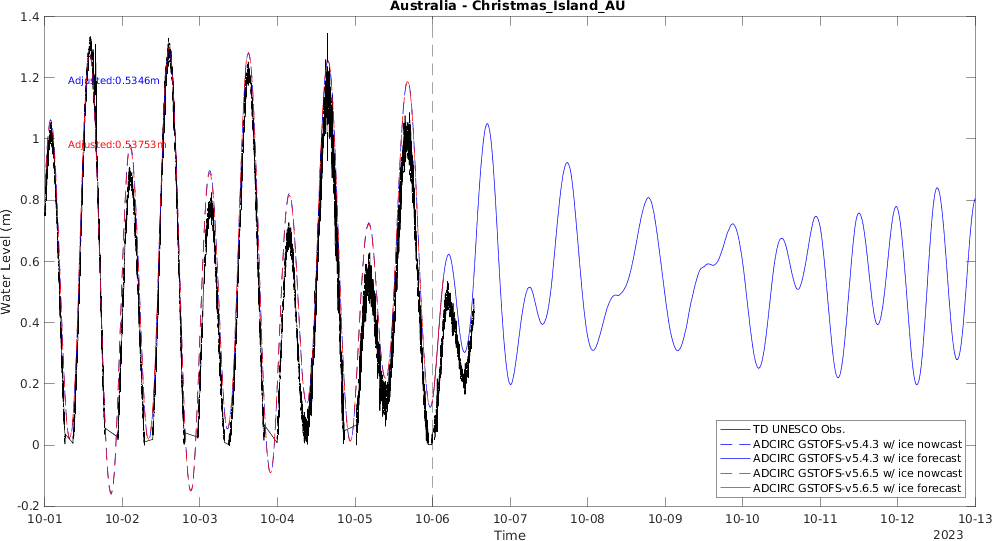 Australia - Christmas_Island_AU
Water Level (m)
1.4
1.2
1
0.8
0.6
0.4
0.2
0
-0.2
Adjusted:0.5346m
Adjusted:0.53753m
TD UNESCO Obs.
ADCIRC GSTOFS-v5.4.3 w/ ice nowcast
ADCIRC GSTOFS-v5.4.3 w/ ice forecast
ADCIRC GSTOFS-v5.6.5 w/ ice nowcast
ADCIRC GSTOFS-v5.6.5 w/ ice forecast
10-01 10-02 10-03 10-04 10-05 10-06 10-07 10-08 10-09 10-10 10-11 10-12 10-13
Time
2023